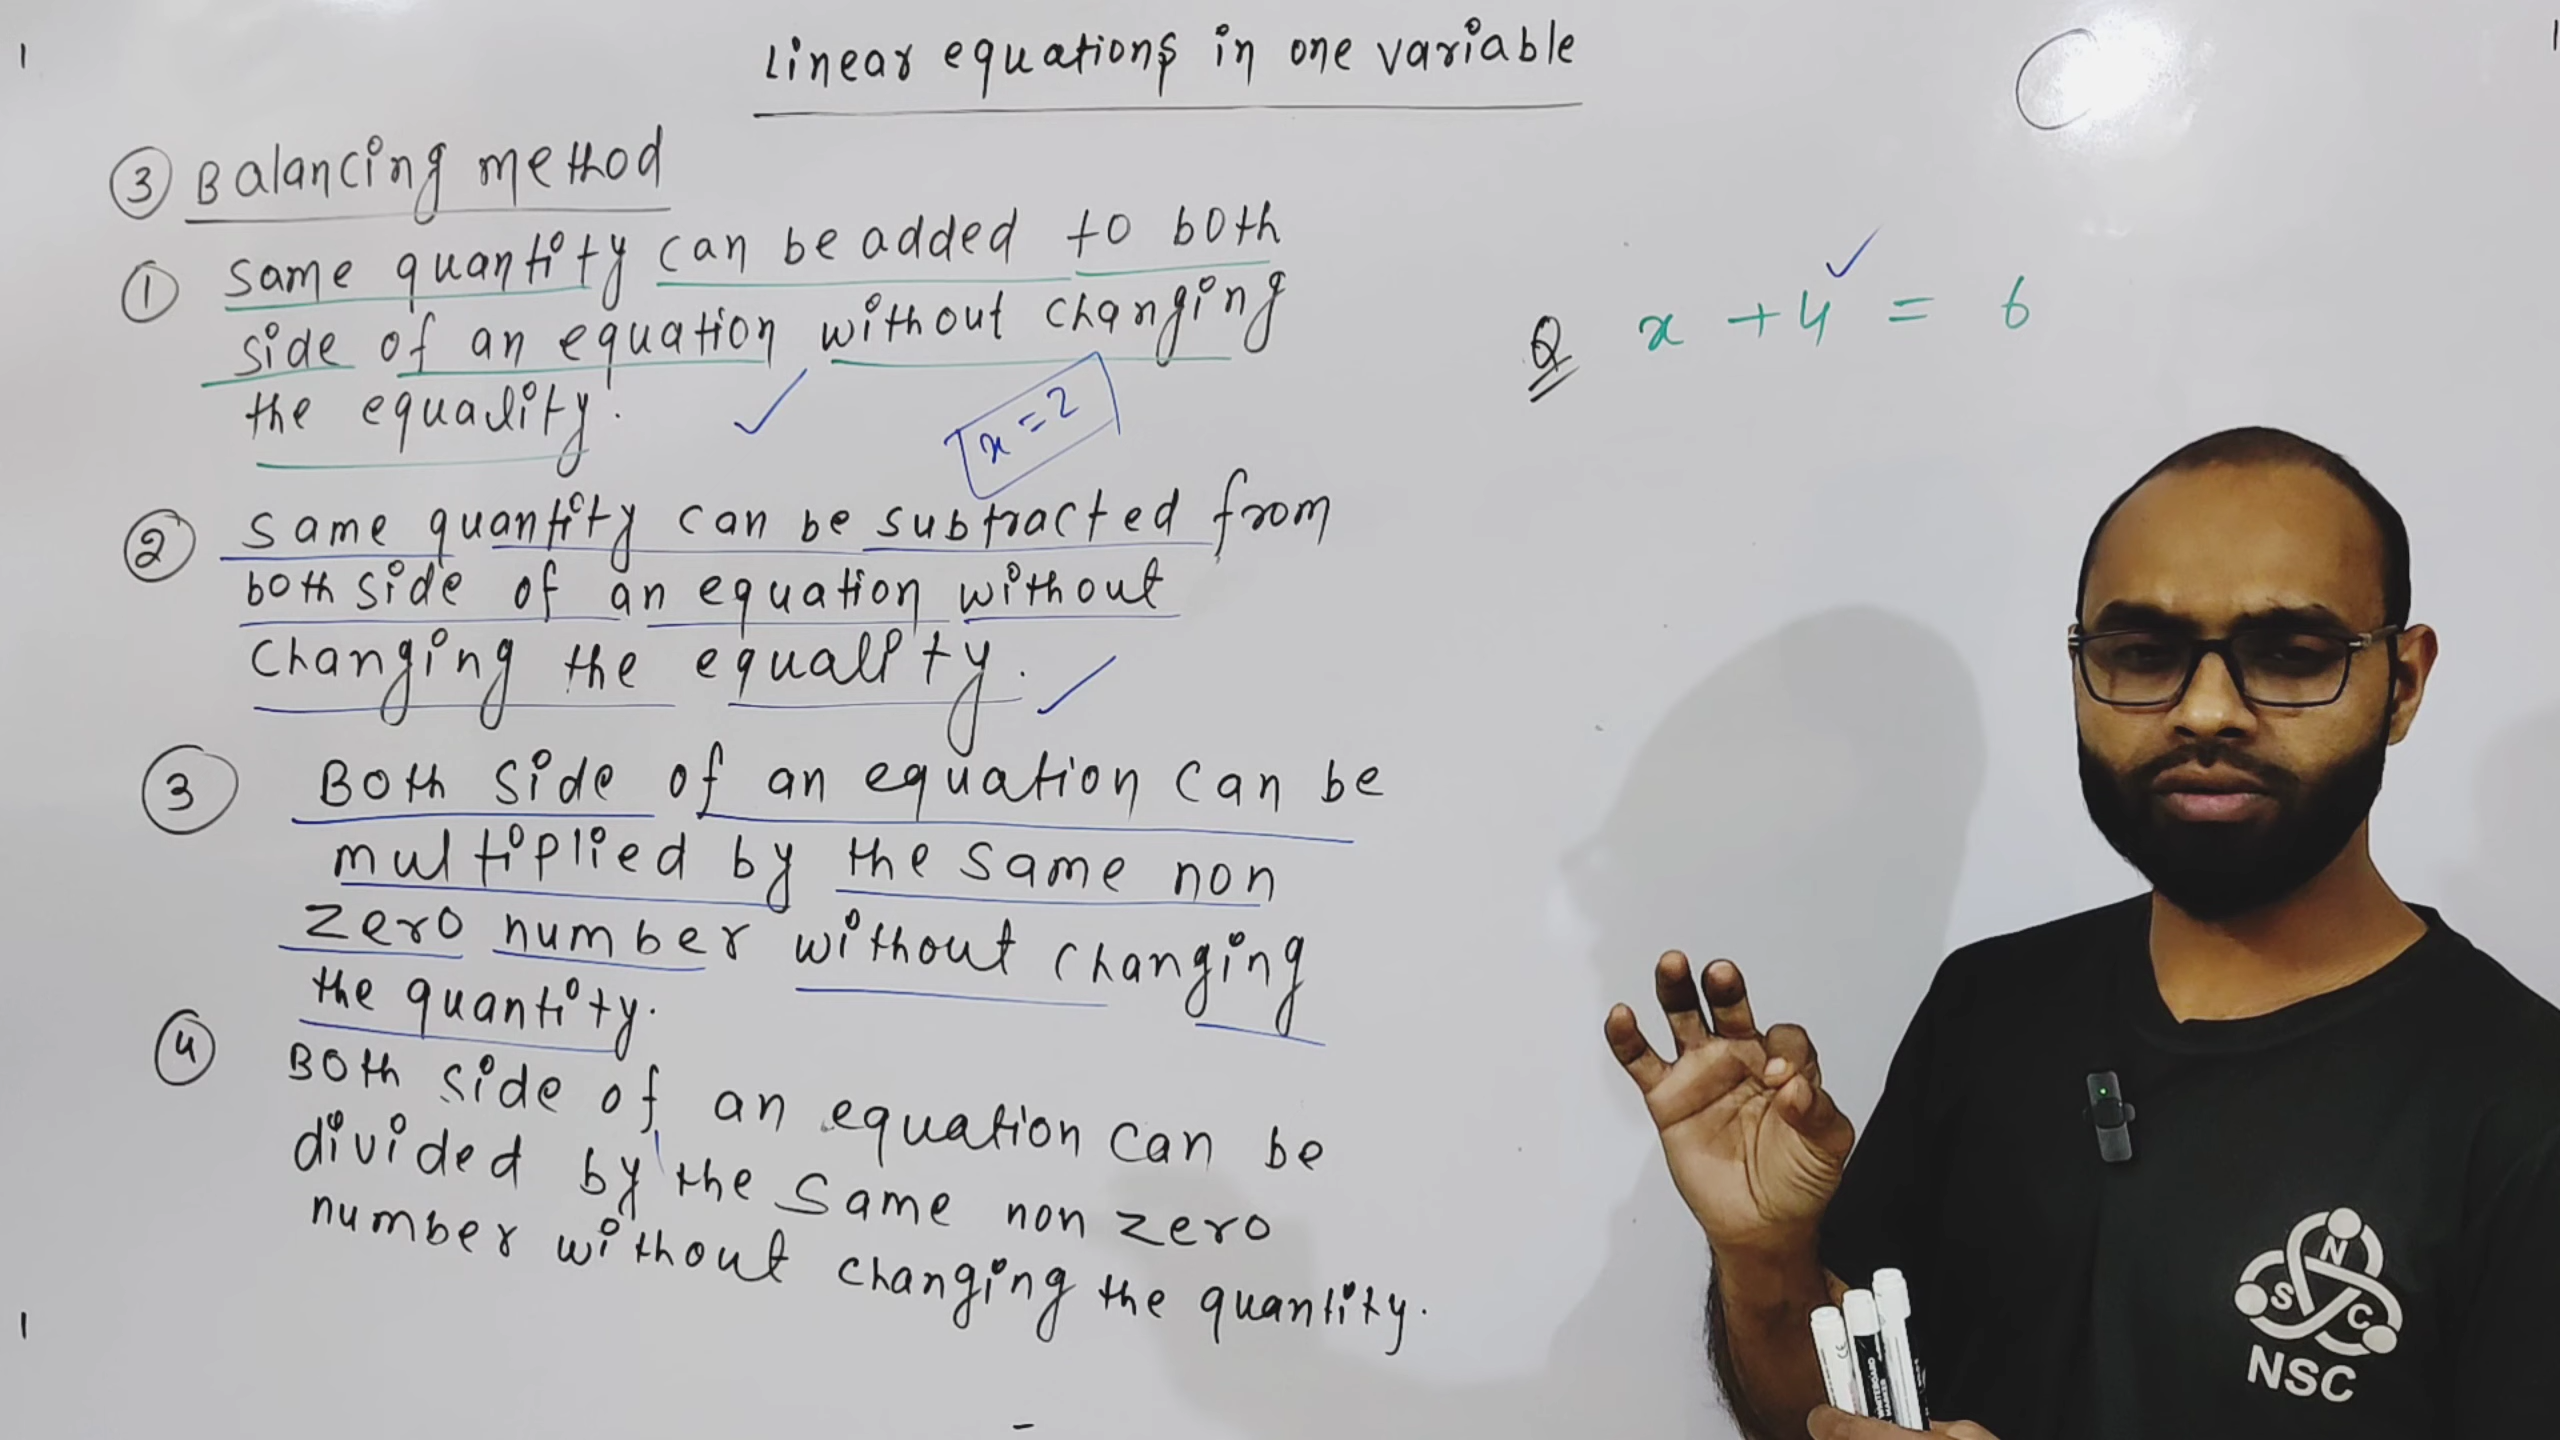 Linear equations in one variable
③ Balancing method
① same quantity can be added to both
side of an equation without changing
the equality.
x = 2
② same quantity can be subtracted from
both side of an equation without
changing the equality.
③ Both side of an equation can be
multiplied by the same non
zero number without changing
the quantity.
④ Both side of an equation can be
divided by the same non zero
number without changing the quantity.
Q x + 4 = 6
N
S C
NSC